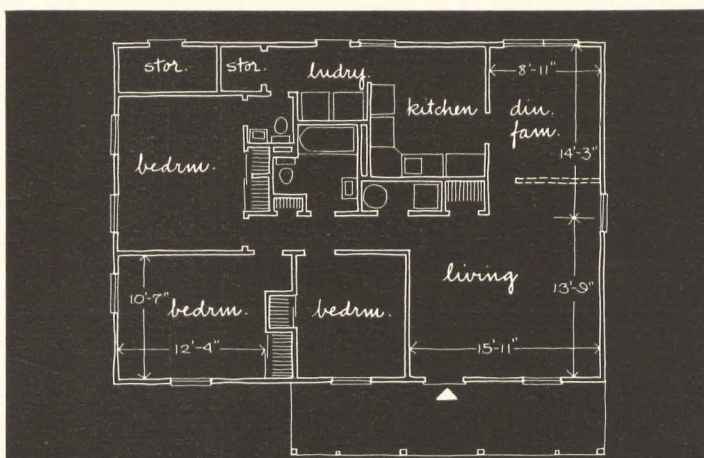 stor.
stor.
ludry.
kitchen
8'-11"
din.
fam.
14'-3"
bedrm.
living
13'-9"
10'-7"
bedrm.
12'-4"
bedrm.
15'-11"